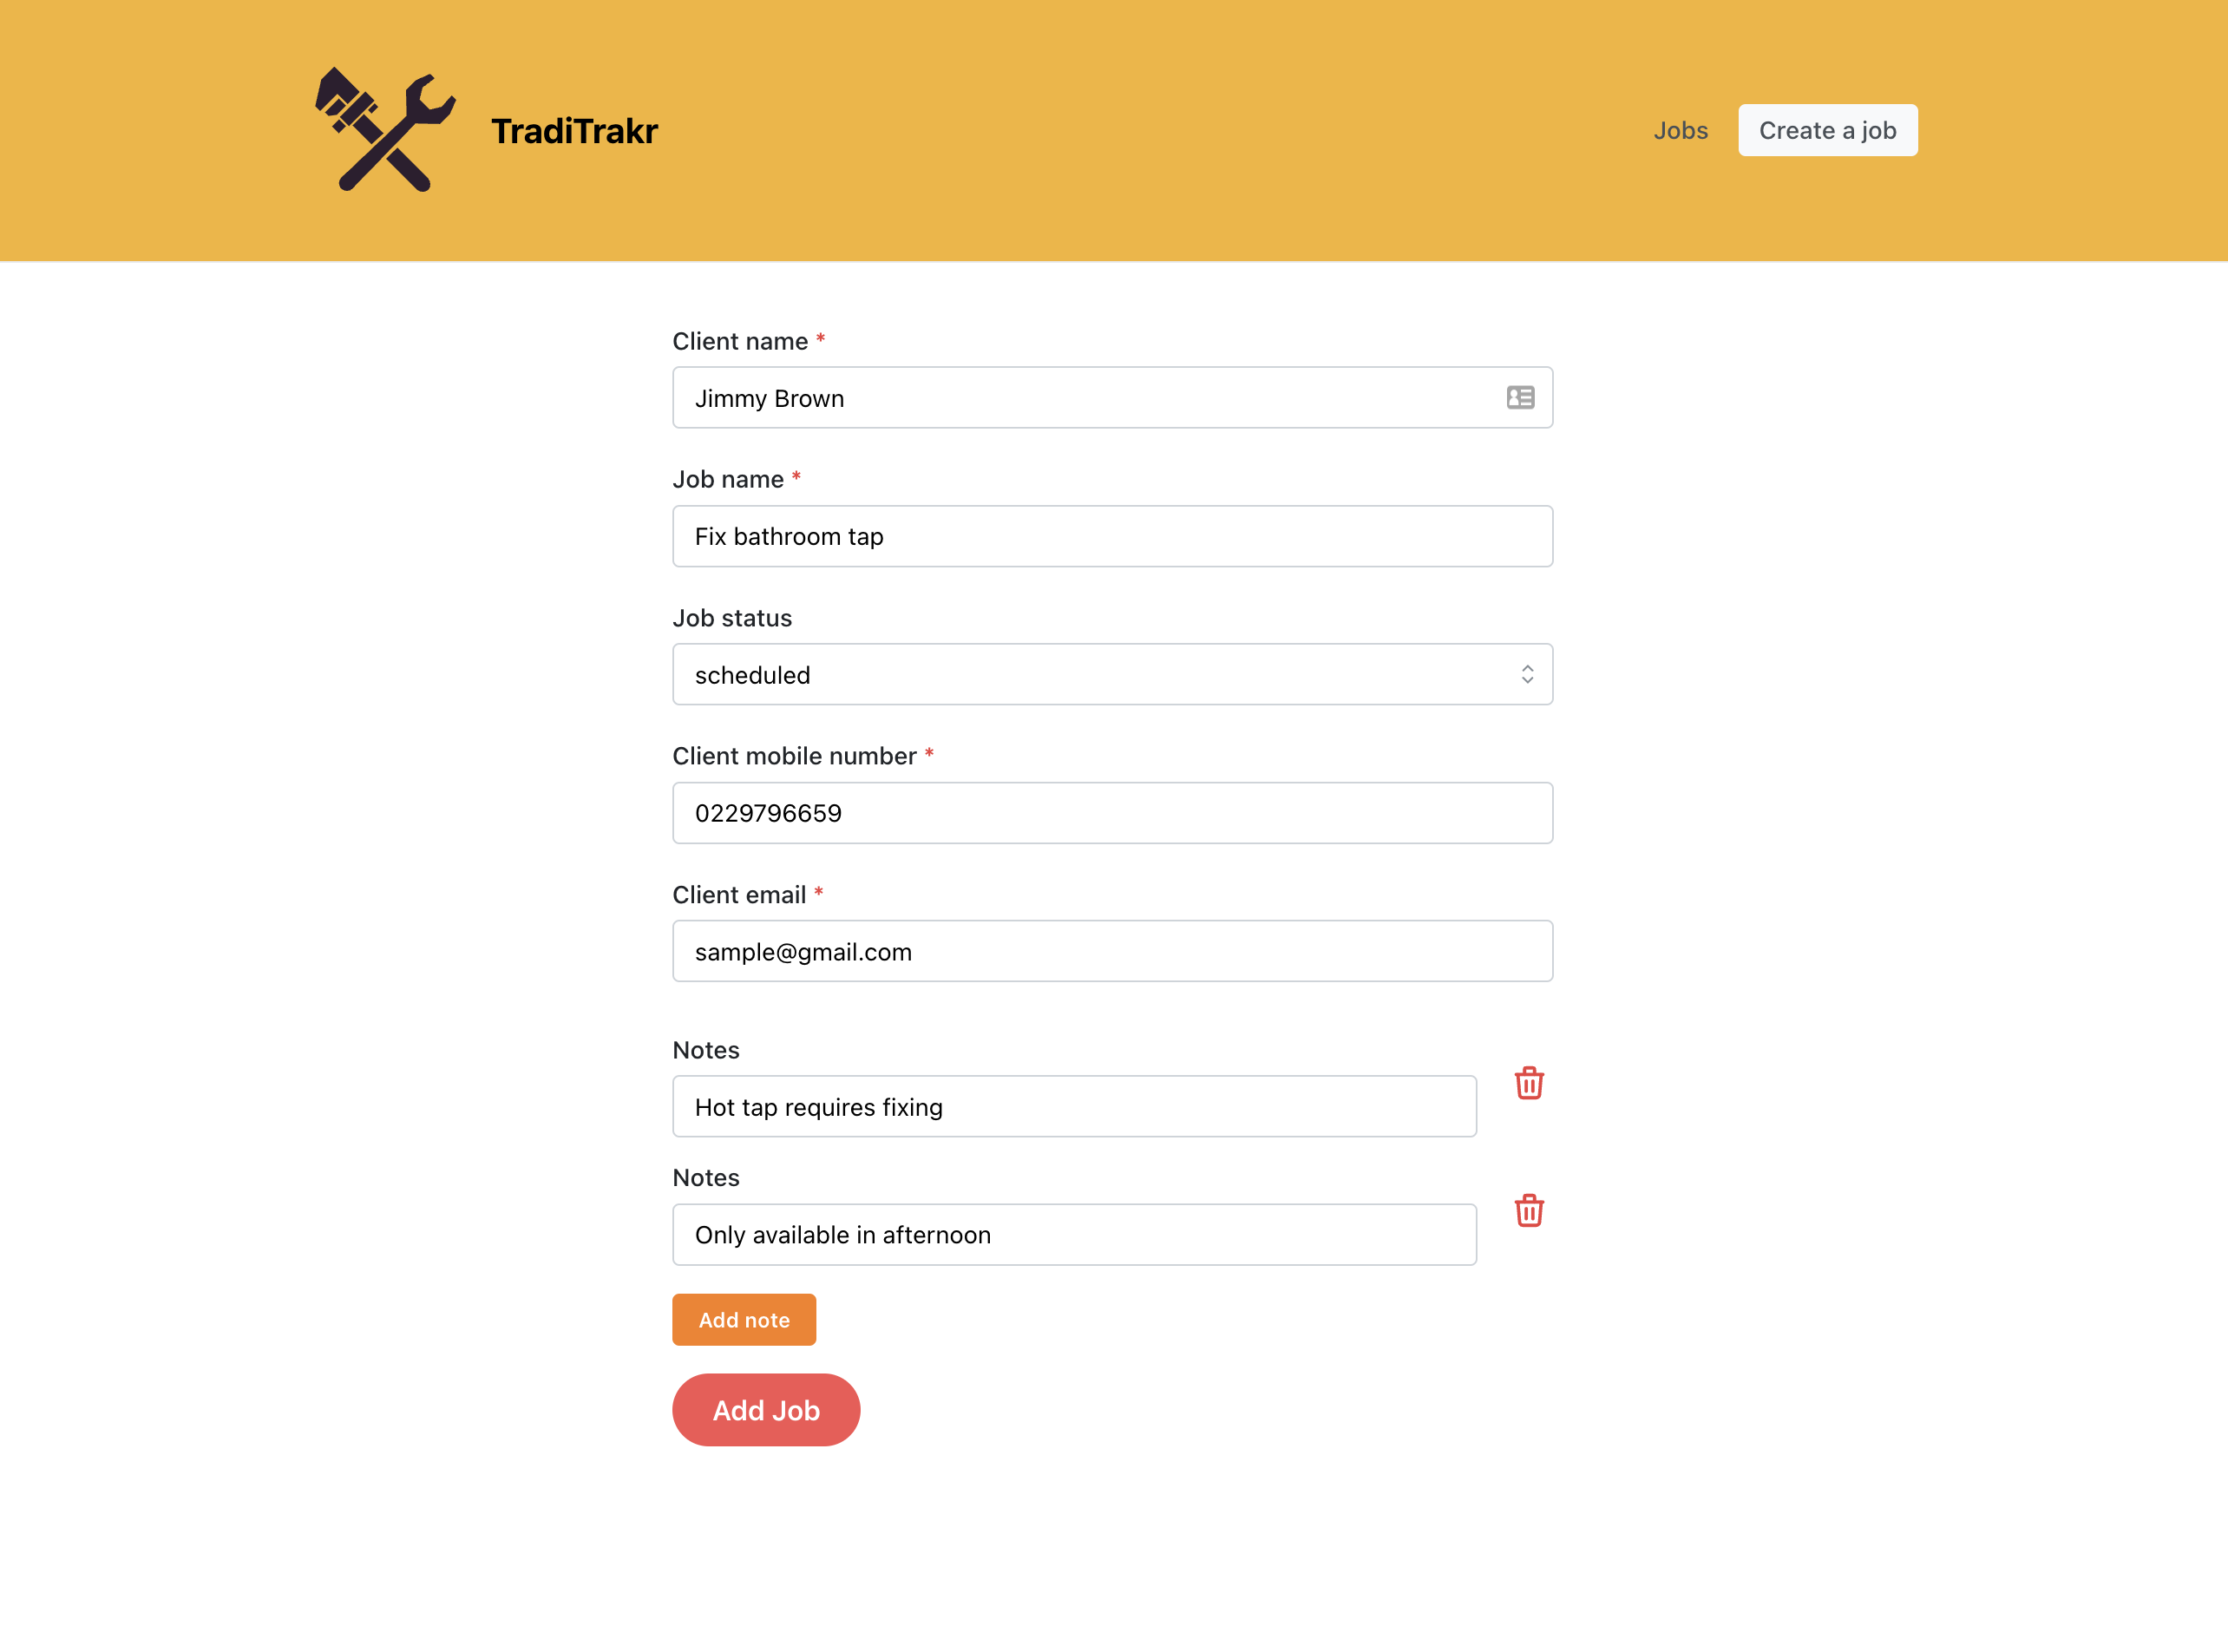 TradiTrakr
Jobs
Create a job
Client name *
Jimmy Brown
Job name *
Fix bathroom tap
Job status
scheduled
Client mobile number *
0229796659
Client email *
sample@gmail.com
Notes
Hot tap requires fixing
Notes
Only available in afternoon
Add note
Add Job